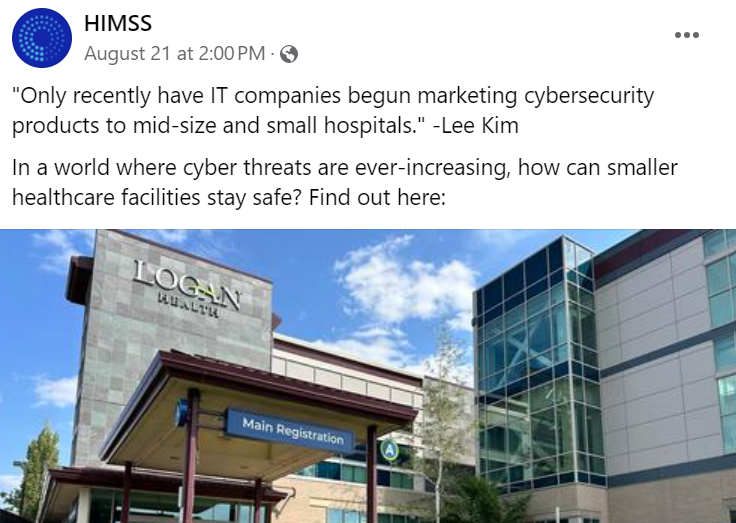 HIMSS
August 21 at 2:00 PM ·
"Only recently have IT companies begun marketing cybersecurity
products to mid-size and small hospitals." -Lee Kim
In a world where cyber threats are ever-increasing, how can smaller
healthcare facilities stay safe? Find out here:
LOGAN
HEALTH
Main Registration
A